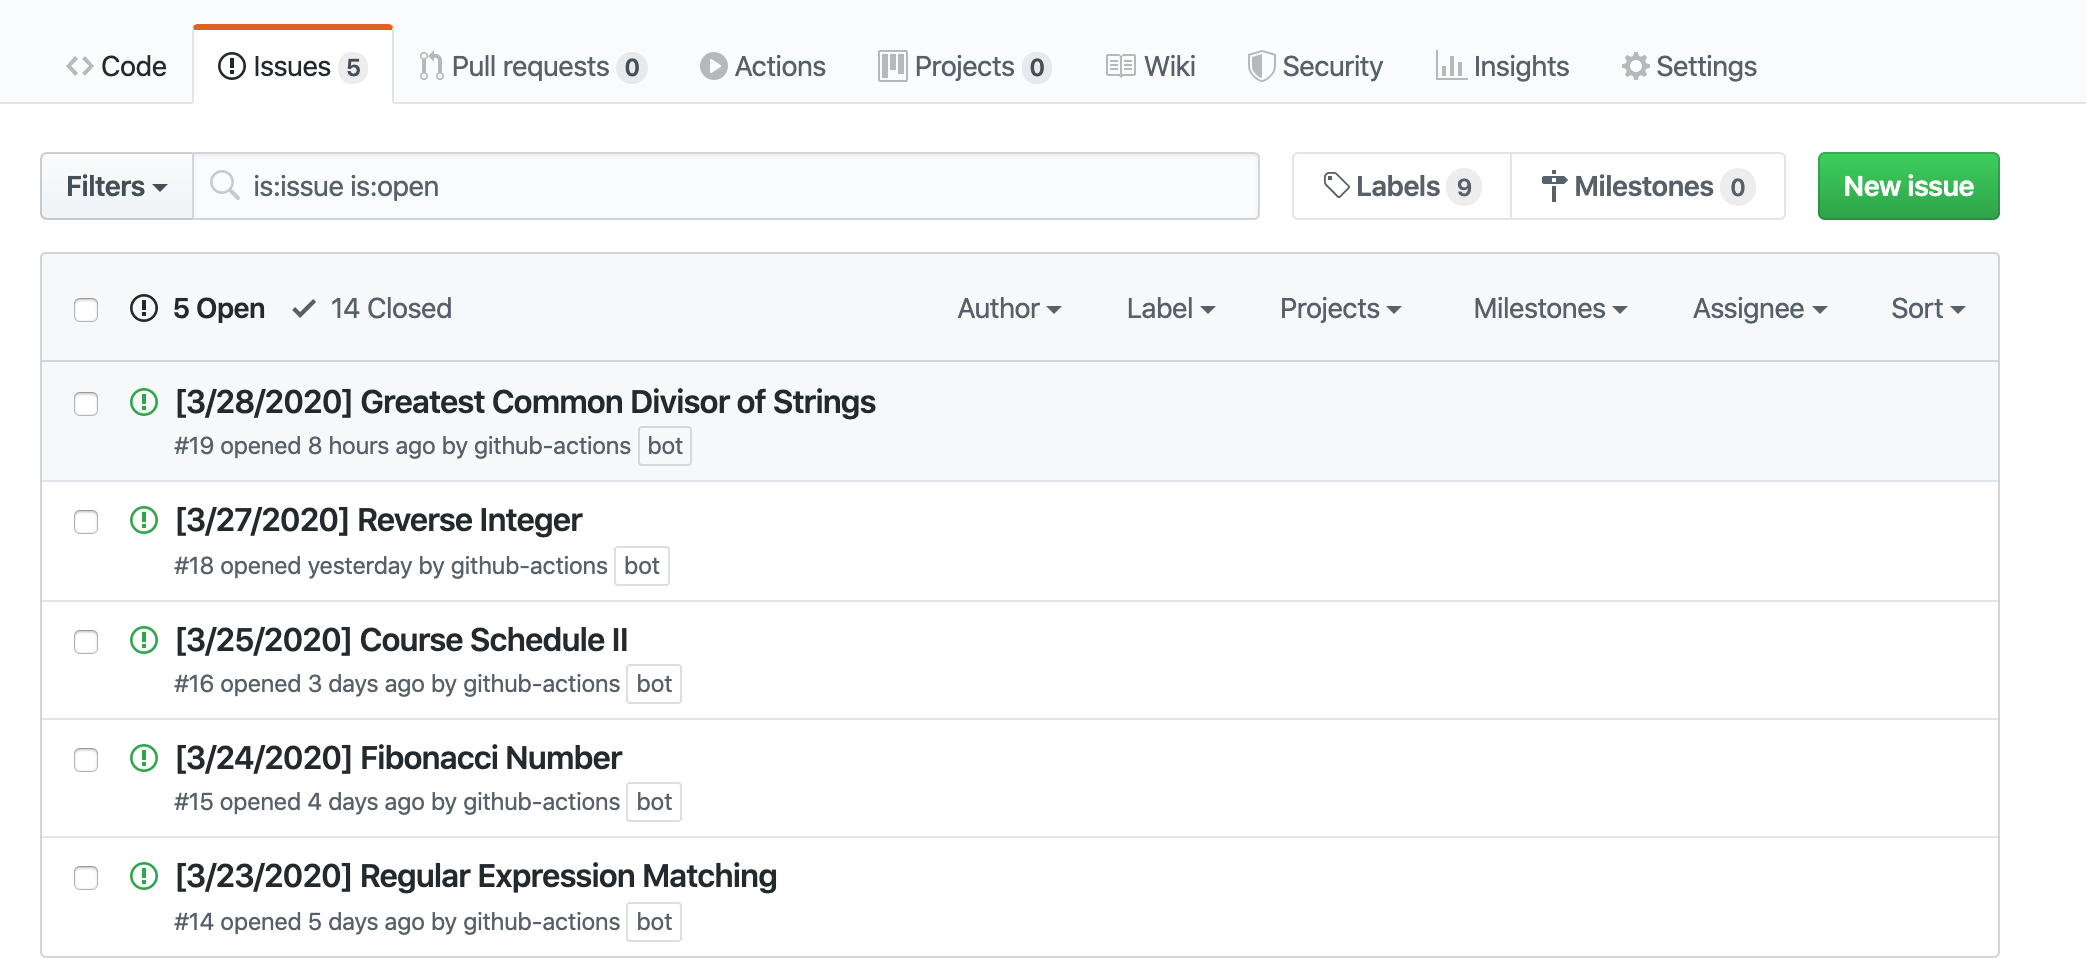 Code Issues 5 Pull requests 0 Actions Projects 0 Wiki Security Insights Settings
Filters is:issue is:open Labels 9 Milestones 0 New issue
5 Open 14 Closed Author Label Projects Milestones Assignee Sort
[3/28/2020] Greatest Common Divisor of Strings
#19 opened 8 hours ago by github-actions bot
[3/27/2020] Reverse Integer
#18 opened yesterday by github-actions bot
[3/25/2020] Course Schedule II
#16 opened 3 days ago by github-actions bot
[3/24/2020] Fibonacci Number
#15 opened 4 days ago by github-actions bot
[3/23/2020] Regular Expression Matching
#14 opened 5 days ago by github-actions bot